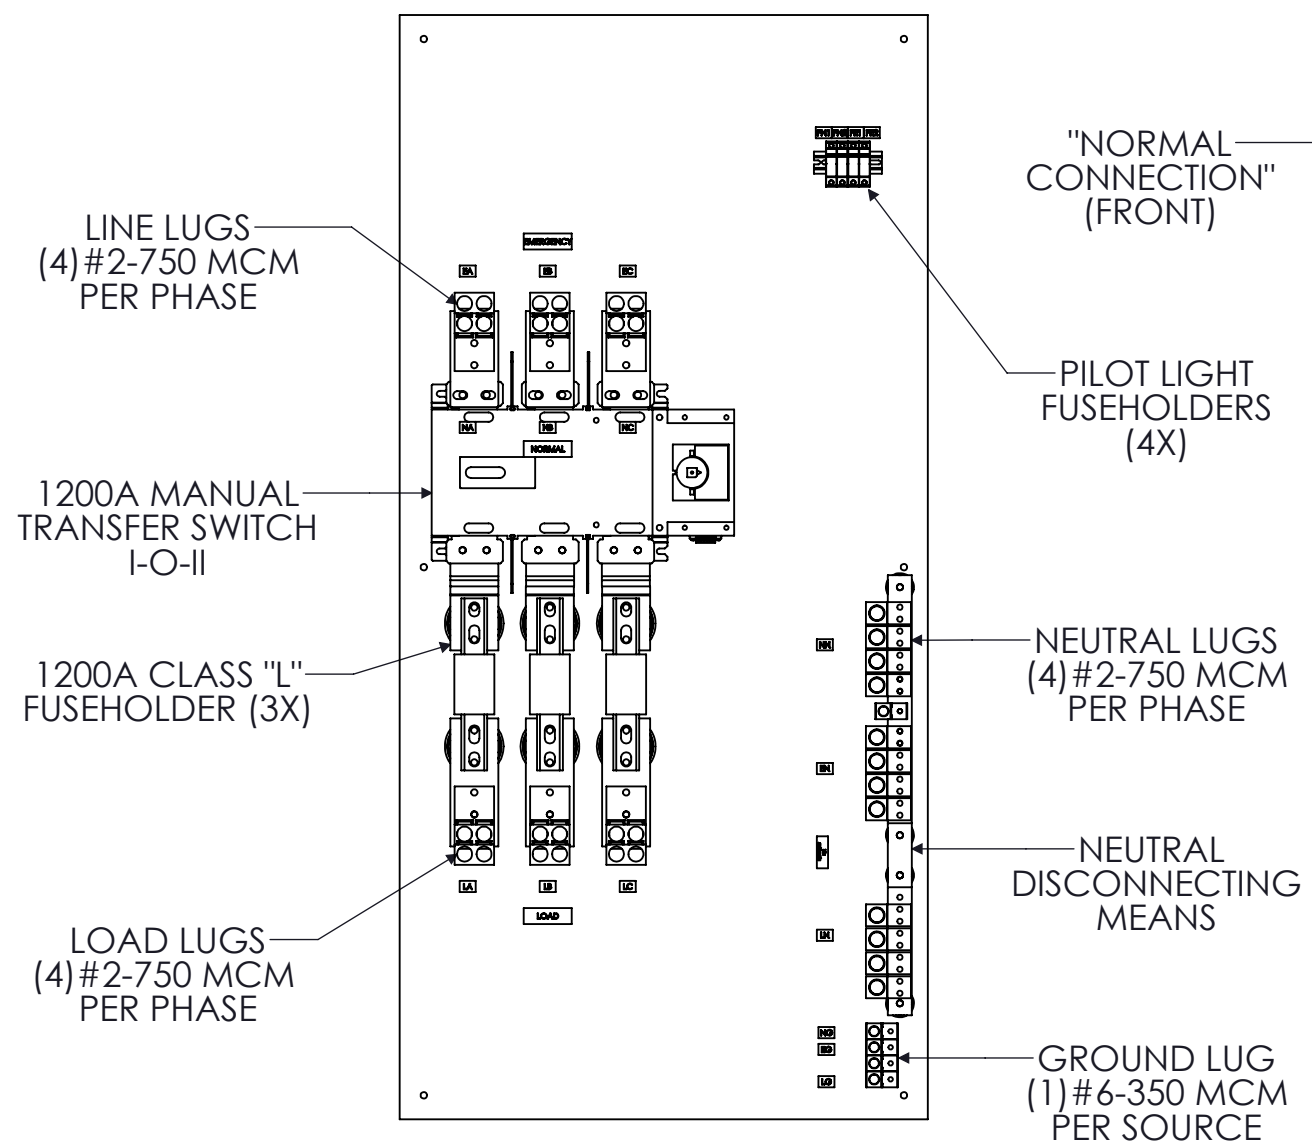 "NORMAL
CONNECTION"
(FRONT)
LINE LUGS
(4)#2-750 MCM
PER PHASE
EMERGENCY
EA
EB
EC
PILOT LIGHT
FUSEHOLDERS
(4X)
NA
NB
NC
NORMAL
1200A MANUAL
TRANSFER SWITCH
I-O-II
NEUTRAL LUGS
(4)#2-750 MCM
PER PHASE
NN
1200A CLASS "L"
FUSEHOLDER (3X)
EN
NEUTRAL
DISCONNECTING
MEANS
LA
LB
LC
LOAD
LN
LOAD LUGS
(4)#2-750 MCM
PER PHASE
NG
EG
LG
GROUND LUG
(1)#6-350 MCM
PER SOURCE